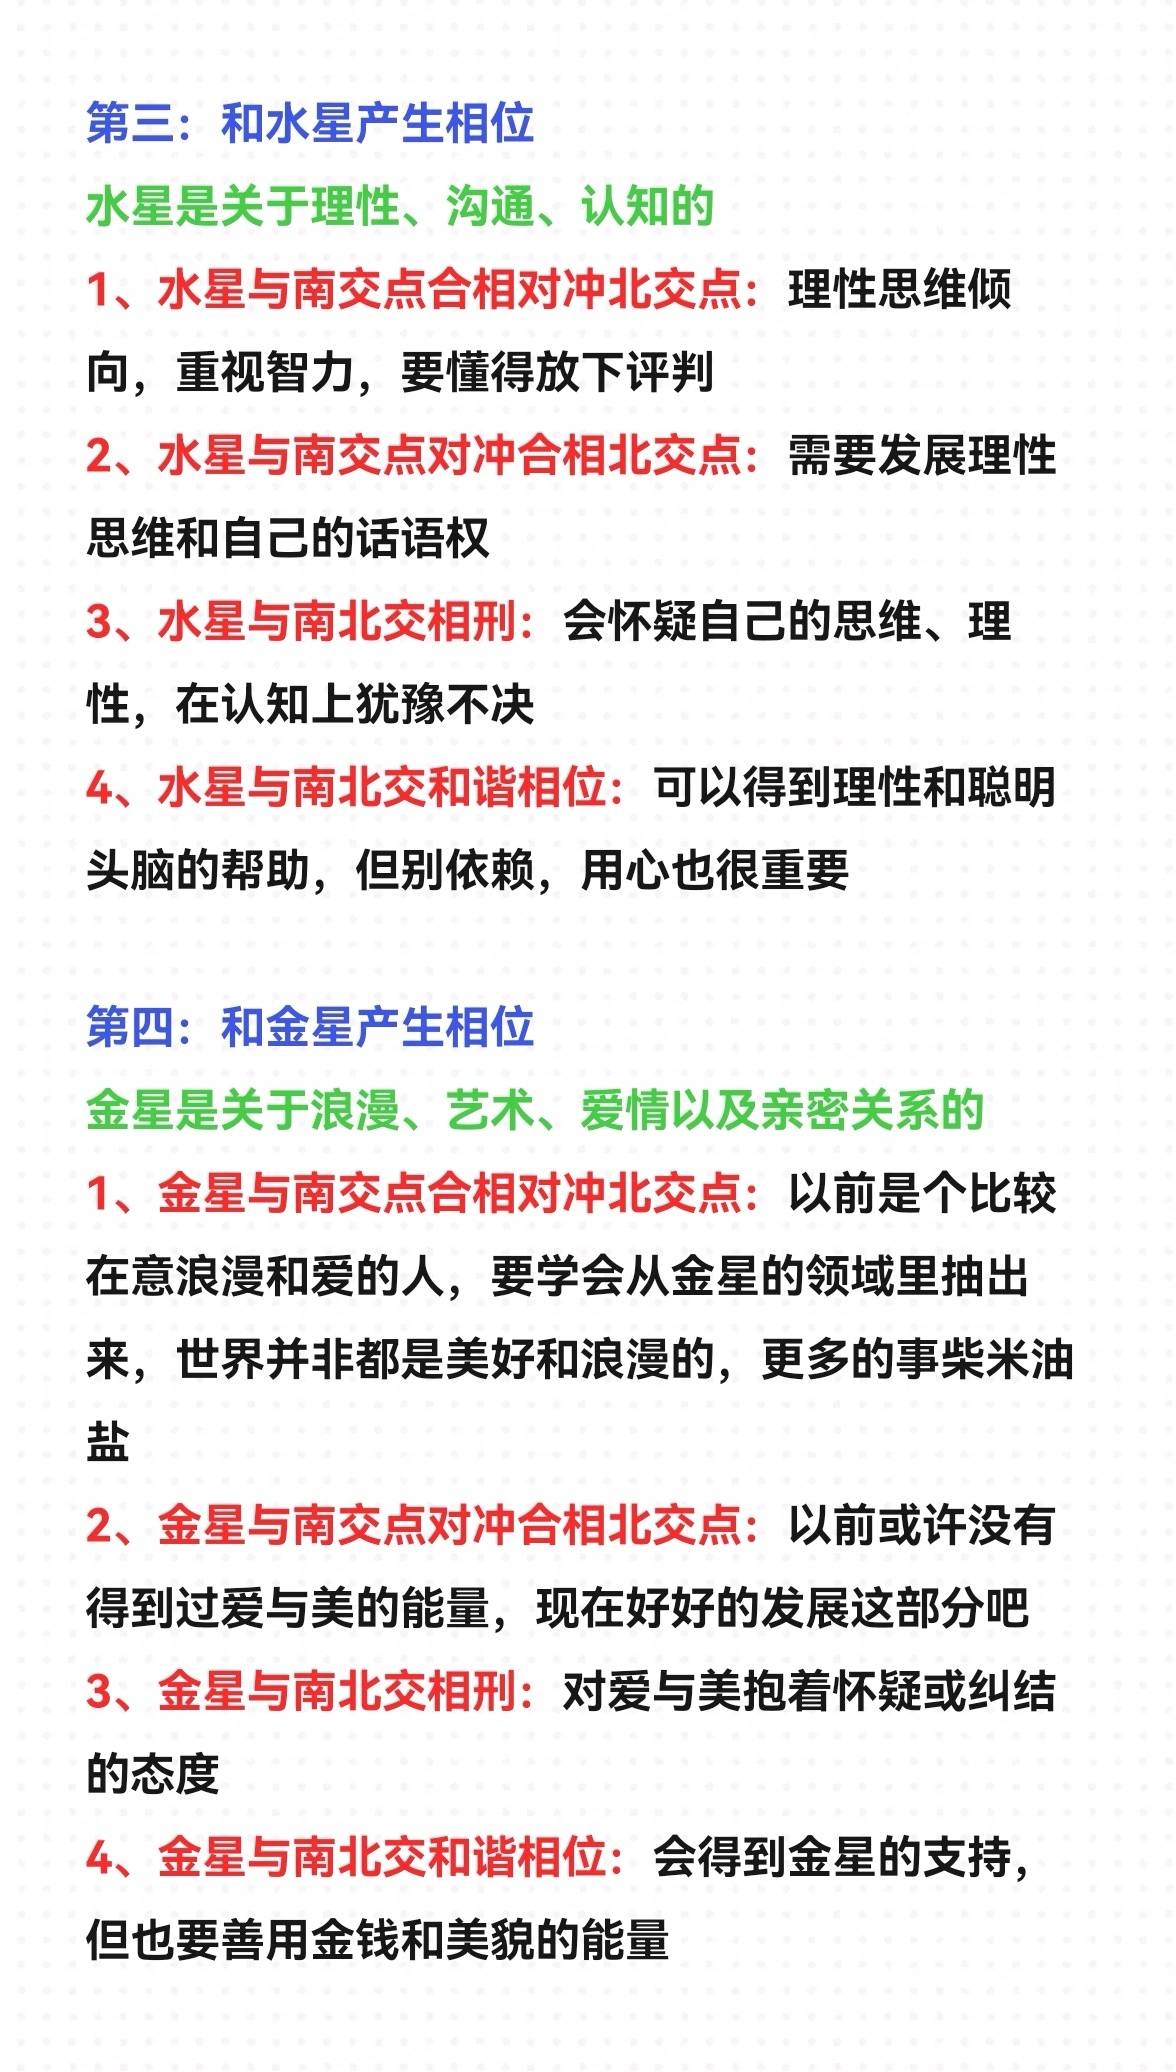 第三：和水星产生相位
水星是关于理性、沟通、认知的
1、水星与南交点合相对冲北交点：理性思维倾
向，重视智力，要懂得放下评判
2、水星与南交点对冲合相北交点：需要发展理性
思维和自己的话语权
3、水星与南北交相刑：会怀疑自己的思维、理
性，在认知上犹豫不决
4、水星与南北交和谐相位：可以得到理性和聪明
头脑的帮助，但别依赖，用心也很重要
第四：和金星产生相位
金星是关于浪漫、艺术、爱情以及亲密关系的
1、金星与南交点合相对冲北交点：以前是个比较
在意浪漫和爱的人，要学会从金星的领域里抽出
来，世界并非都是美好和浪漫的，更多的事柴米油
盐
2、金星与南交点对冲合相北交点：以前或许没有
得到过爱与美的能量，现在好好的发展这部分吧
3、金星与南北交相刑：对爱与美抱着怀疑或纠结
的态度
4、金星与南北交和谐相位：会得到金星的支持，
但也要善用金钱和美貌的能量